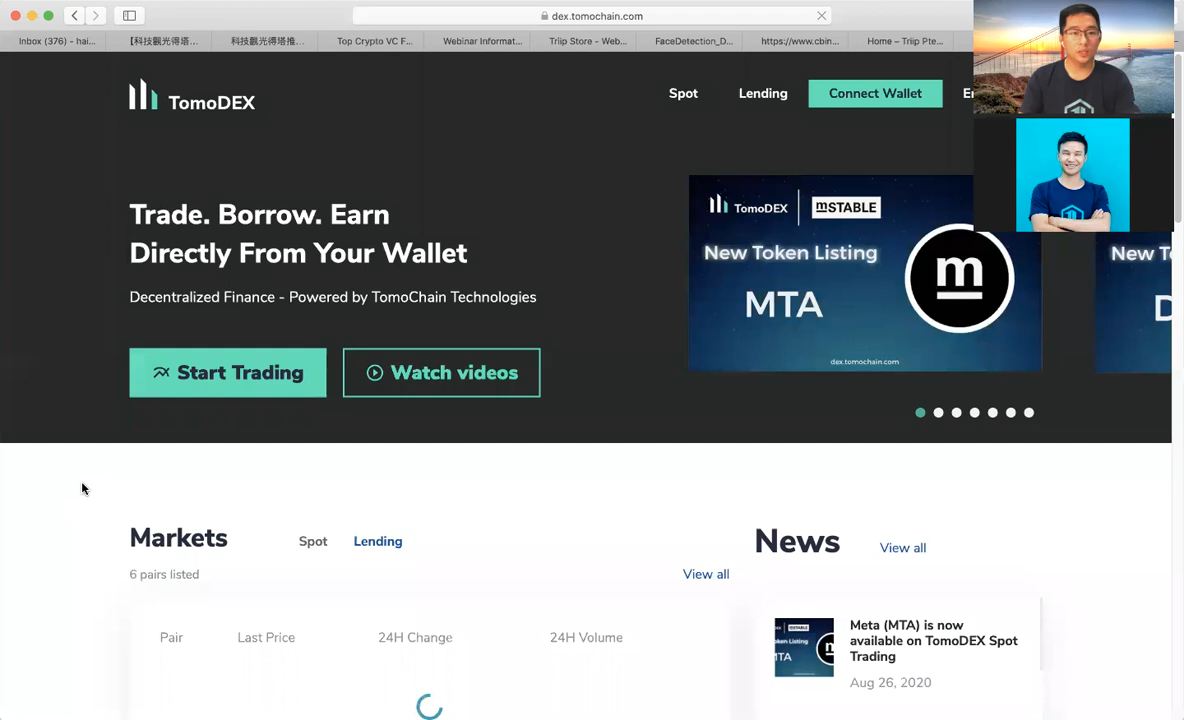 dex.tomochain.com
Inbox (376) - hai...
【科技觀光得塔...
科技觀光得塔推...
Top Crypto VC F...
Webinar Informat...
Triip Store - Web...
FaceDetection_D...
https://www.cbin...
Home – Triip Pte...
TomoDEX
Spot
Lending
Connect Wallet
Trade. Borrow. Earn
Directly From Your Wallet
Decentralized Finance - Powered by TomoChain Technologies
Start Trading
Watch videos
TomoDEX
mSTABLE
New Token Listing
MTA
m
dex.tomochain.com
Markets
Spot
Lending
6 pairs listed
View all
Pair
Last Price
24H Change
24H Volume
News
View all
Meta (MTA) is now
available on TomoDEX Spot
Trading
Aug 26, 2020